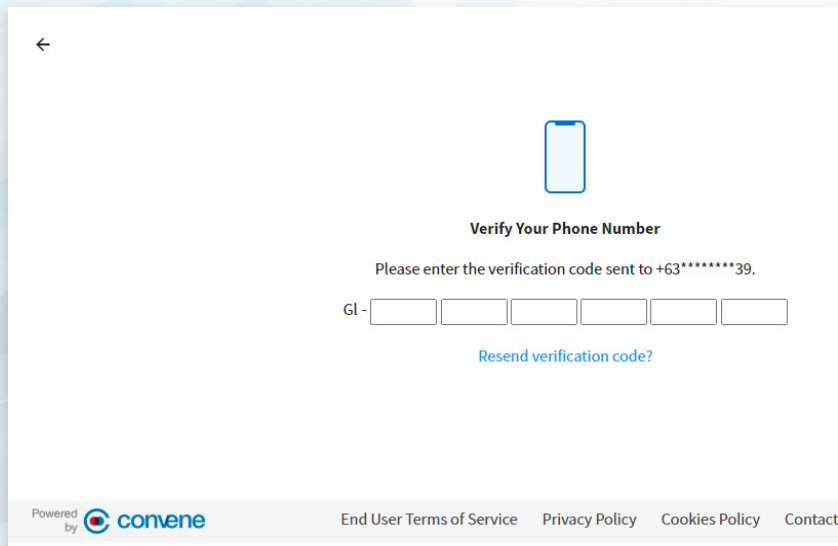 Verify Your Phone Number
Please enter the verification code sent to +63********39.
Gl -
Resend verification code?
Powered by convene
End User Terms of Service Privacy Policy Cookies Policy Contact